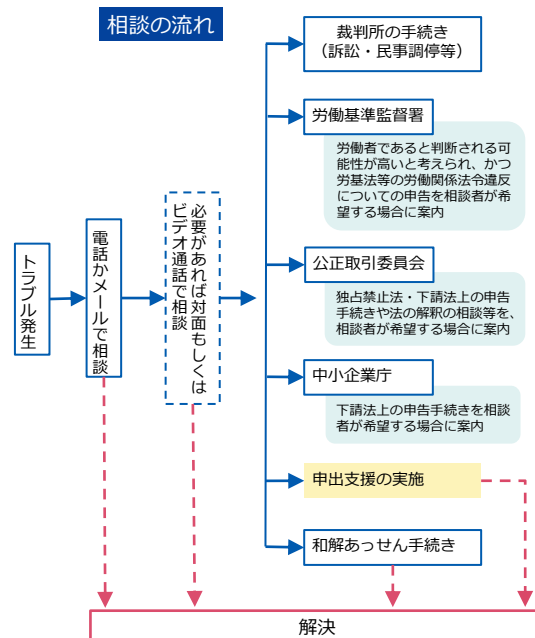 相談の流れ
トラブル発生
電話かメールで相談
必要があれば対面もしくは
ビデオ通話で相談
裁判所の手続き
（訴訟・民事調停等）
労働基準監督署
労働者であると判断される可
能性が高いと考えられ、かつ
労基法等の労働関係法令違反
についての申告を相談者が希
望する場合に案内
公正取引委員会
独占禁止法・下請法上の申告
手続きや法の解釈の相談等を、
相談者が希望する場合に案内
中小企業庁
下請法上の申告手続きを相談
者が希望する場合に案内
申出支援の実施
和解あっせん手続き
解決